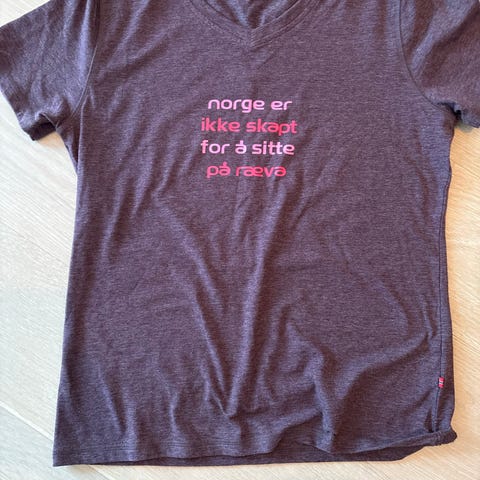 norge er
ikke skapt
for å sitte
på ræva